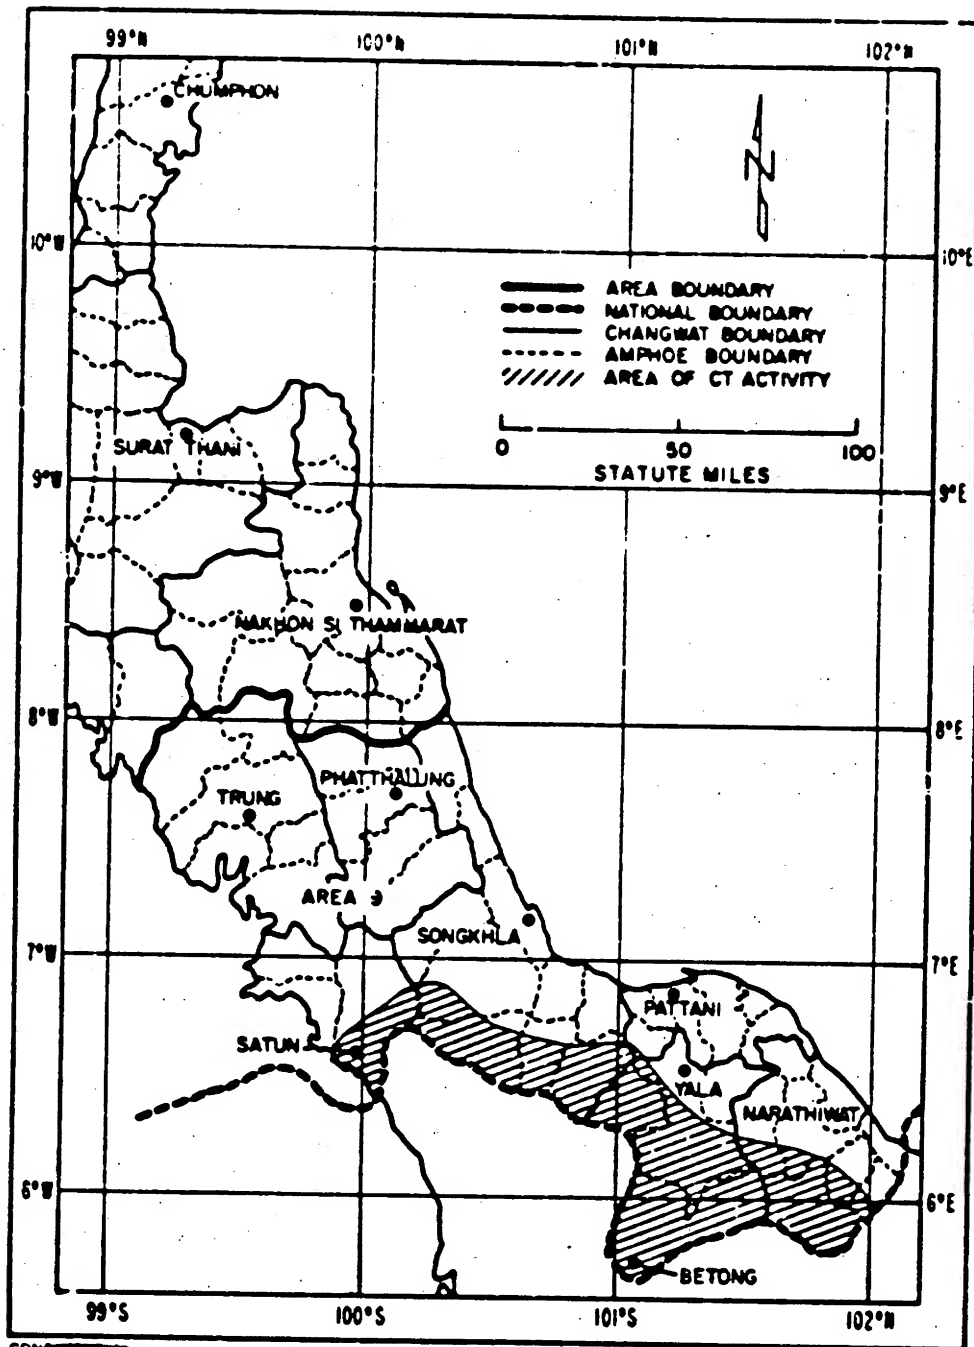 99°N 100°N 101°N 102°N
CHUMPHON
N
10°W 10°E
AREA BOUNDARY
NATIONAL BOUNDARY
CHANGWAT BOUNDARY
AMPHOE BOUNDARY
AREA OF CT ACTIVITY
0 50 100
STATUTE MILES
SURAT THANI
9°W 9°E
NAKHON SI THAMMARAT
8°W 8°E
PHATTHALUNG
TRUNG
AREA 9
SONGKHLA
7°W 7°E
PATTANI
SATUN
YALA
NARATHIWAT
6°W 6°E
BETONG
99°S 100°S 101°S 102°N